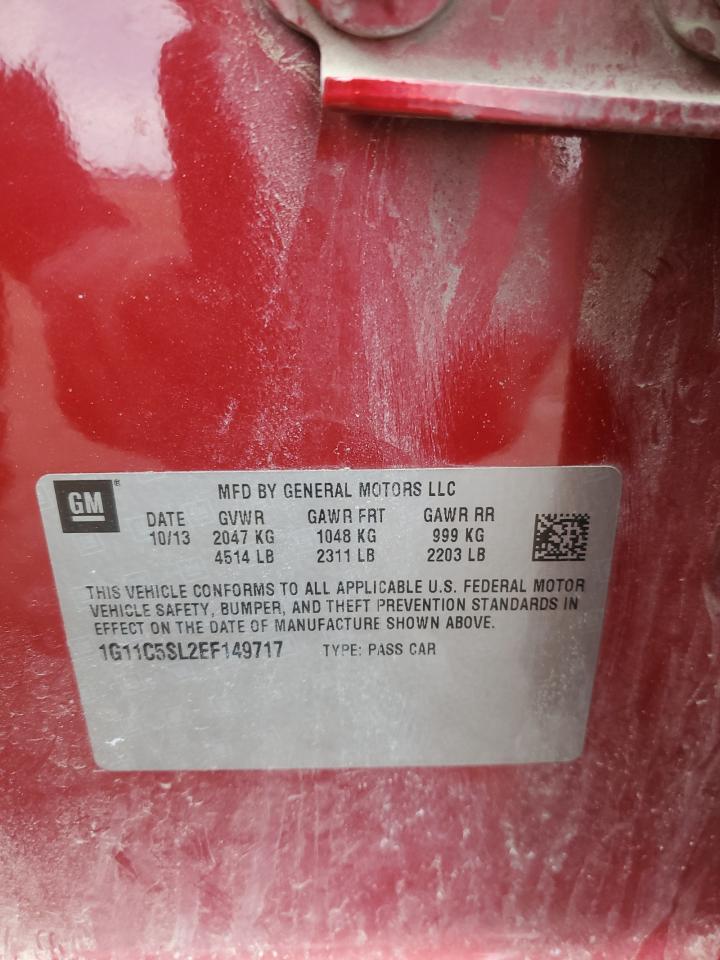 GM®
MFD BY GENERAL MOTORS LLC
DATE GVWR GAWR FRT GAWR RR
10/13 2047 KG 1048 KG 999 KG
4514 LB 2311 LB 2203 LB
THIS VEHICLE CONFORMS TO ALL APPLICABLE U.S. FEDERAL MOTOR
VEHICLE SAFETY, BUMPER, AND THEFT PREVENTION STANDARDS IN
EFFECT ON THE DATE OF MANUFACTURE SHOWN ABOVE.
1G11C5SL2EF149717 TYPE: PASS CAR